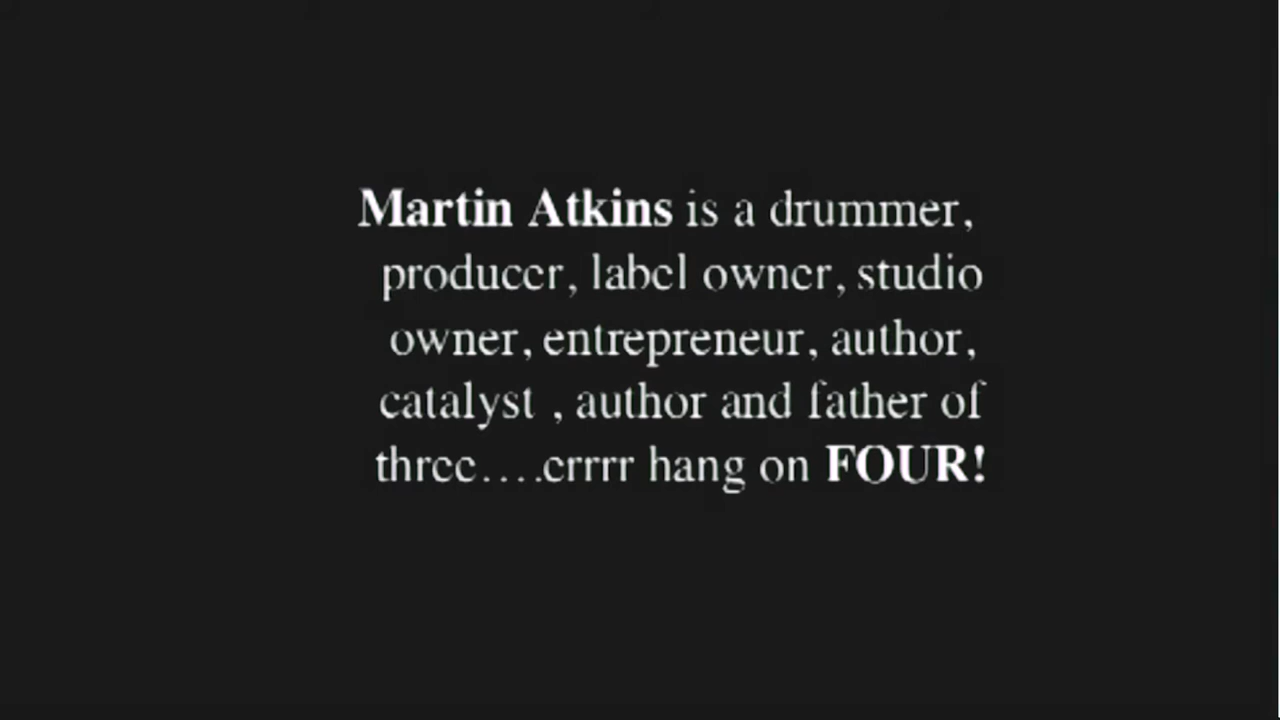 Martin Atkins is a drummer,
producer, label owner, studio
owner, entrepreneur, author,
catalyst , author and father of
three....errrr hang on FOUR!